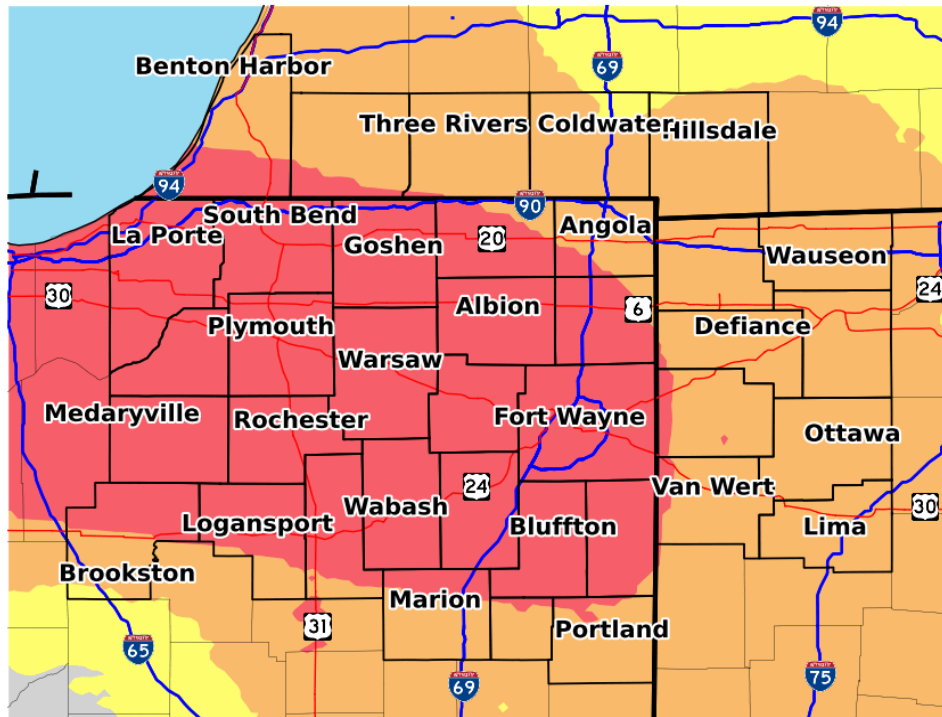 94
Benton Harbor
69
Three Rivers
Coldwater
Hillsdale
94
90
South Bend
La Porte
Goshen
20
Angola
Wauseon
30
24
Albion
6
Plymouth
Defiance
Warsaw
Medaryville
Rochester
Fort Wayne
Ottawa
24
Van Wert
Wabash
30
Logansport
Bluffton
Lima
Brookston
Marion
31
Portland
65
69
75